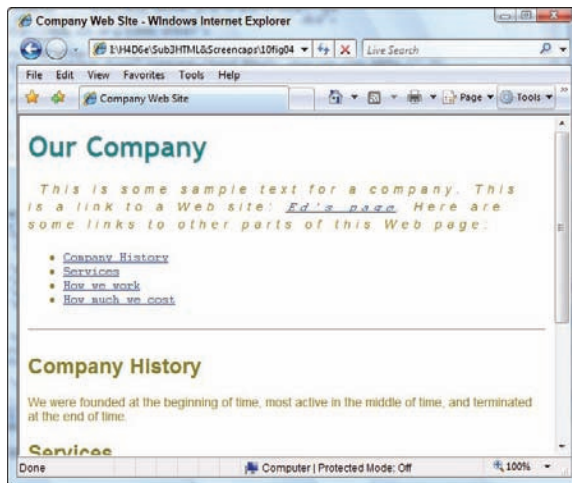 Company Web Site - Windows Internet Explorer
E:\H4D6e\Sub3HTML&Screencaps\10fig04
Live Search
File Edit View Favorites Tools Help
Company Web Site
Page
Tools
Our Company
This is some sample text for a company. This
is a link to a Web site: Ed's page. Here are
some links to other parts of this Web page:
Company History
Services
How we work
How much we cost
Company History
We were founded at the beginning of time, most active in the middle of time, and terminated
at the end of time.
Services
Done
Computer | Protected Mode: Off
100%